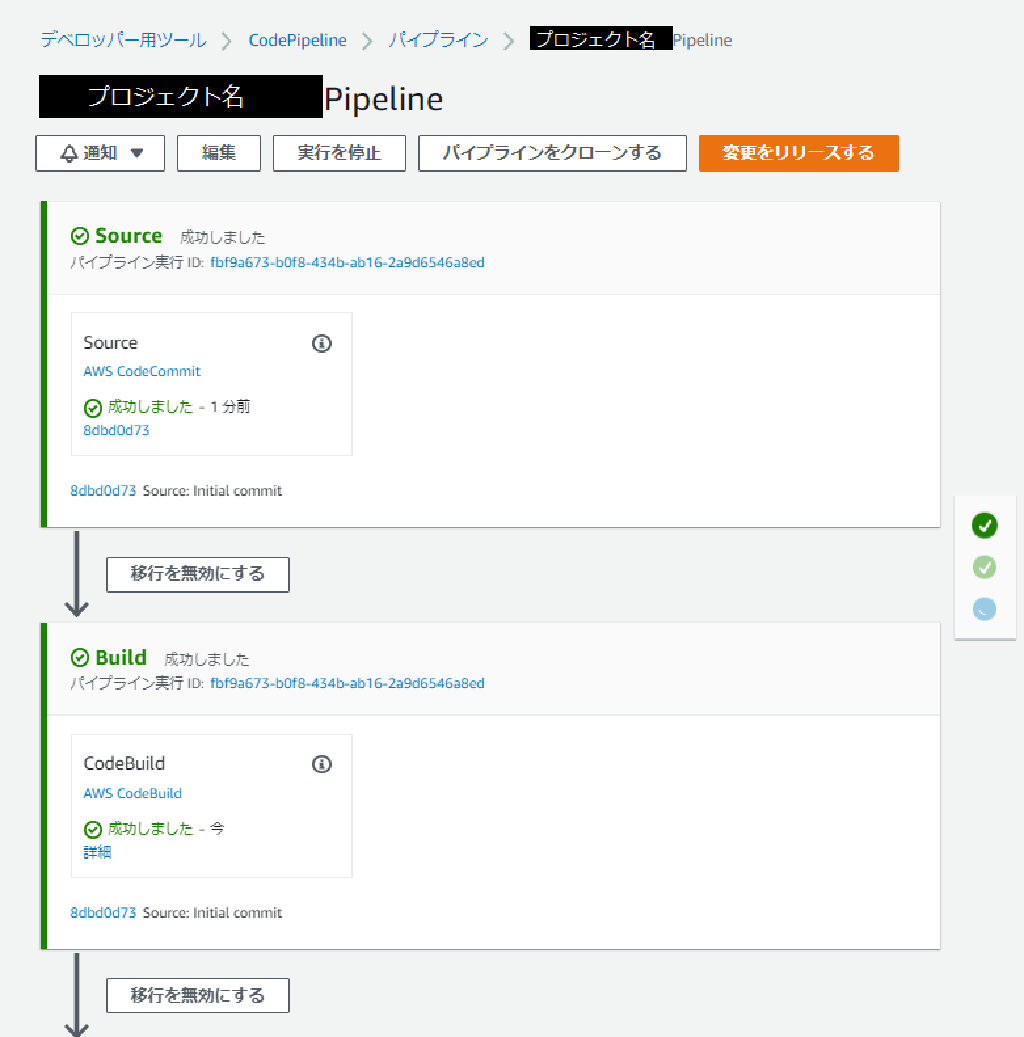 デベロッパー用ツール > CodePipeline > パイプライン > プロジェクト名 Pipeline
プロジェクト名 Pipeline
通知 ▼ 編集 実行を停止 パイプラインをクローンする 変更をリリースする
Source 成功しました
パイプライン実行 ID: fbf9a673-b0f8-434b-ab16-2a9d6546a8ed
Source
AWS CodeCommit
成功しました - 1 分前
8dbd0d73
8dbd0d73 Source: Initial commit
移行を無効にする
Build 成功しました
パイプライン実行 ID: fbf9a673-b0f8-434b-ab16-2a9d6546a8ed
CodeBuild
AWS CodeBuild
成功しました - 今
詳細
8dbd0d73 Source: Initial commit
移行を無効にする